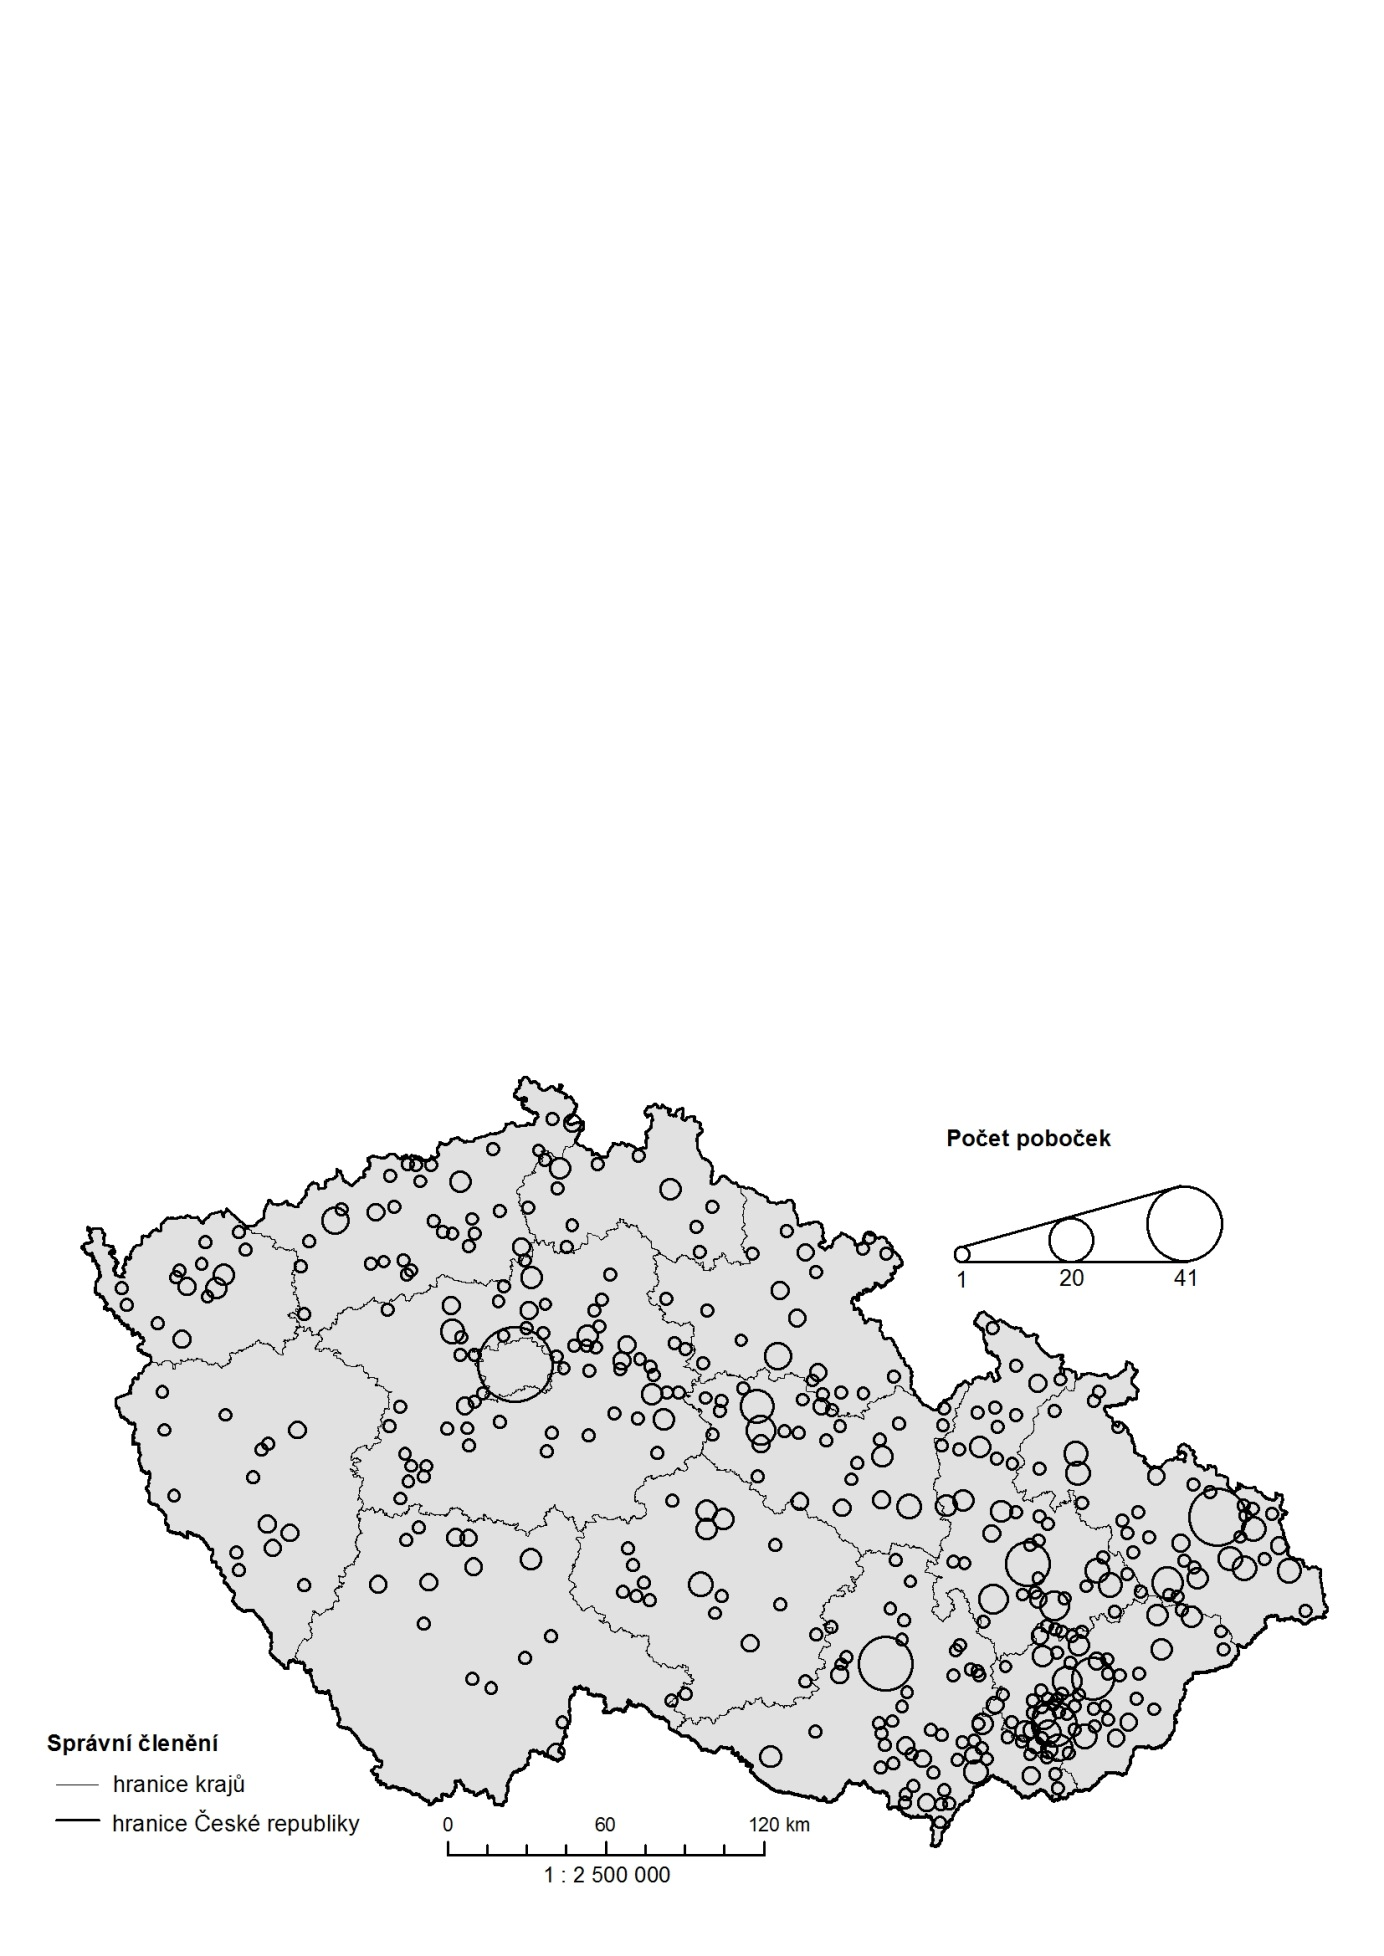 Počet poboček
1 20 41
Správní členění
hranice krajů
hranice České republiky
0 60 120 km
1 : 2 500 000